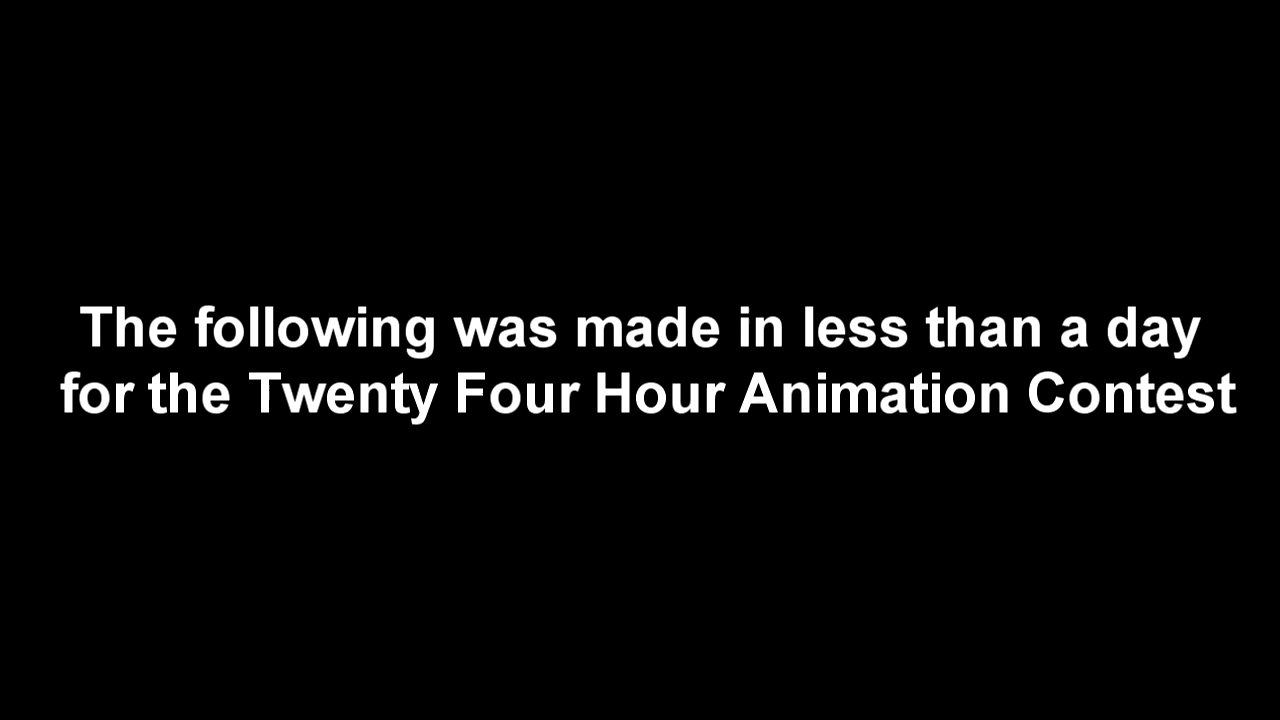 The following was made in less than a day
for the Twenty Four Hour Animation Contest